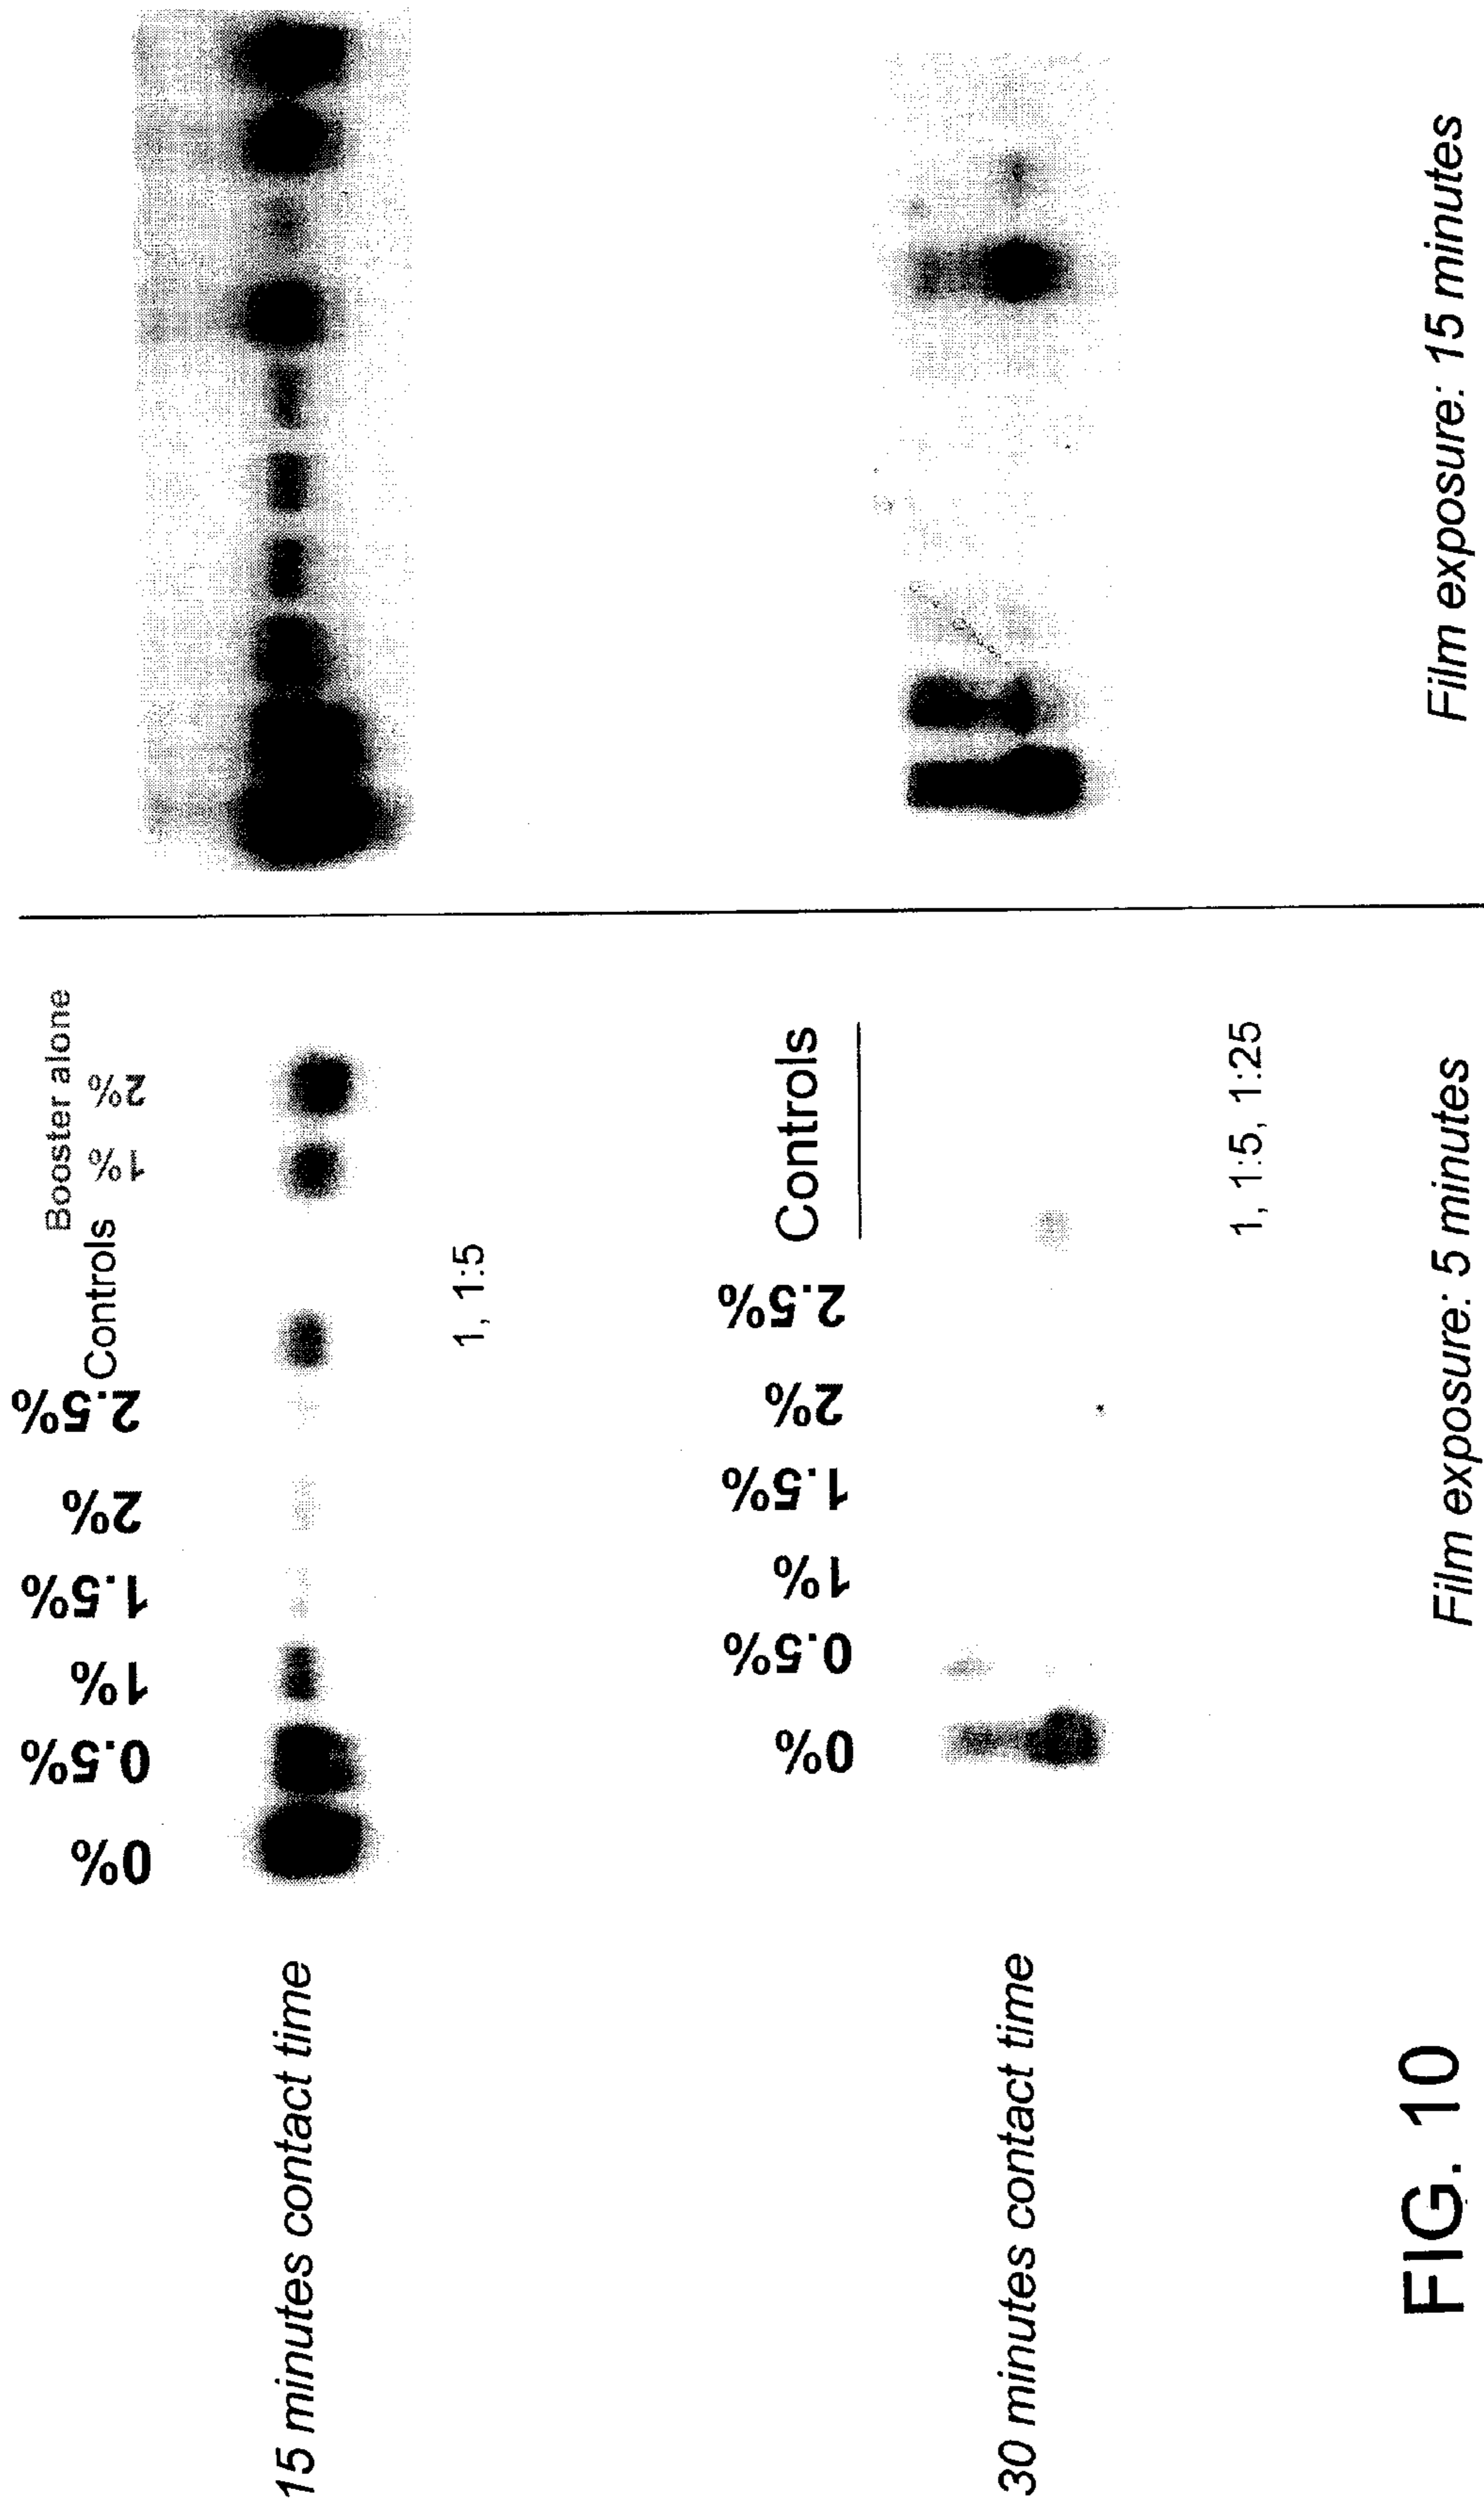 Booster alone
Controls 1% 2%
0% 0.5% 1% 1.5% 2% 2.5%
15 minutes contact time
1, 1:5
Controls
0% 0.5% 1% 1.5% 2% 2.5%
30 minutes contact time
1, 1:5, 1:25
Film exposure: 5 minutes
Film exposure: 15 minutes
FIG. 10